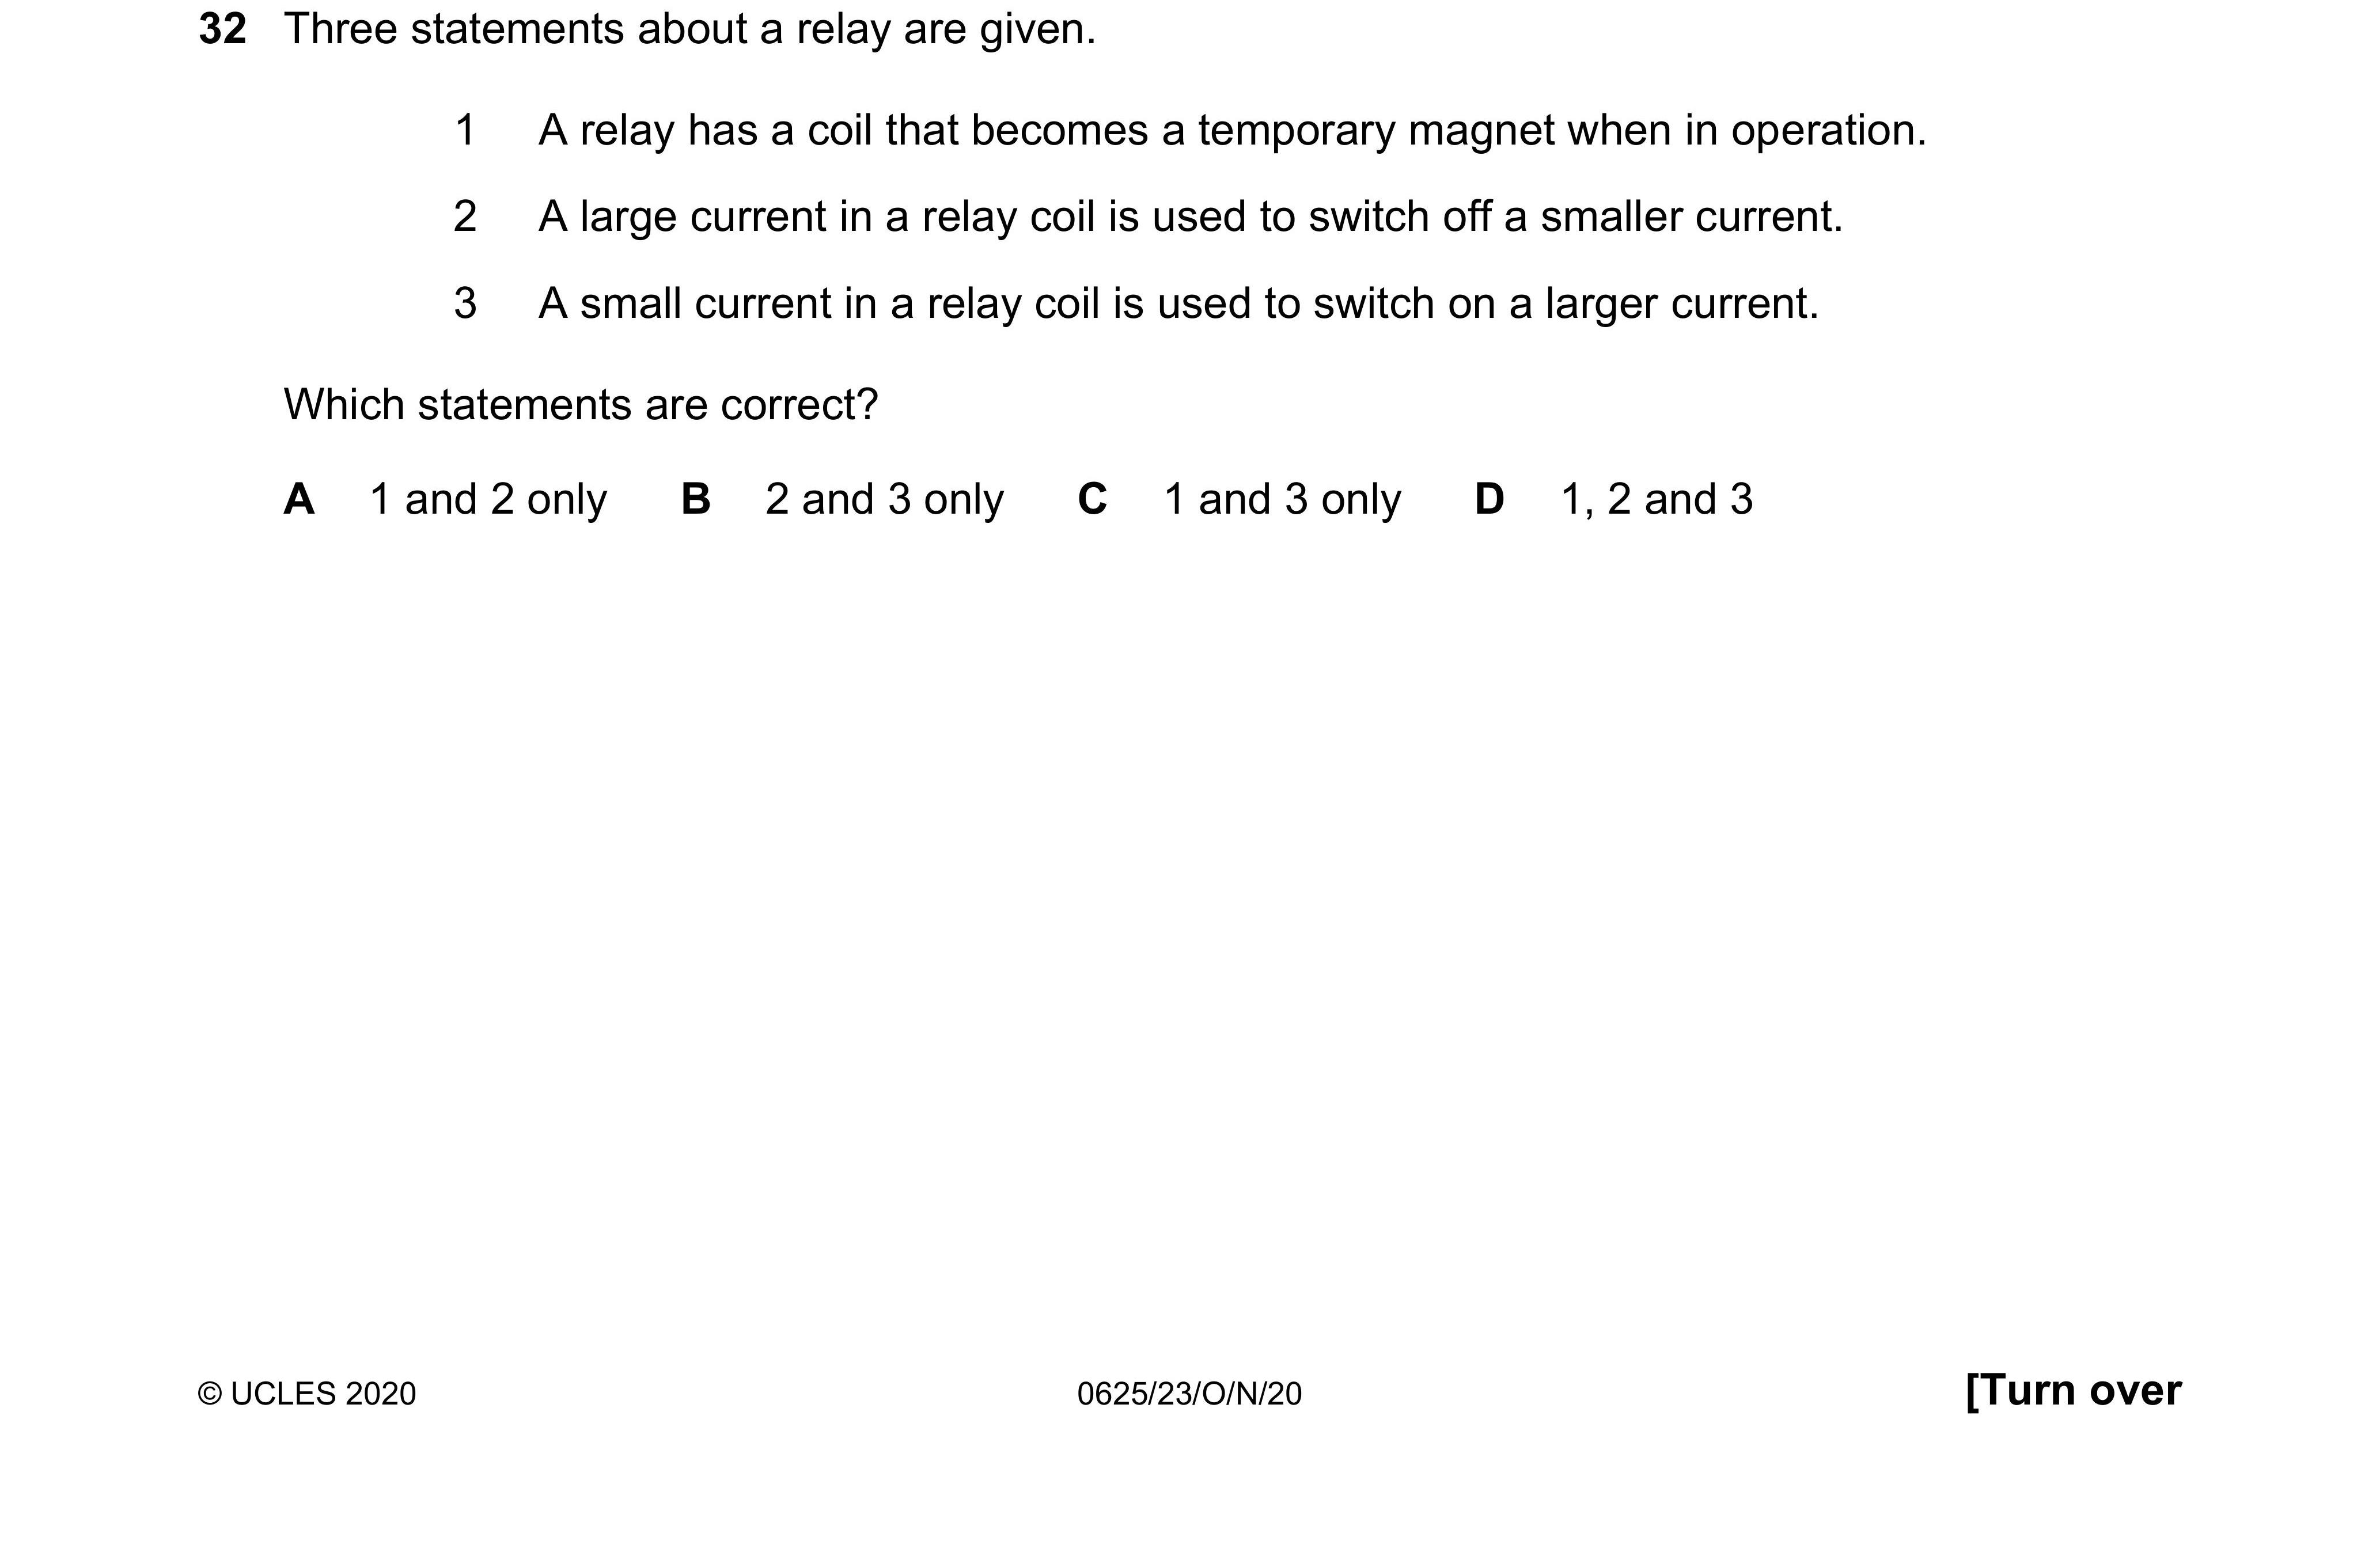 32 Three statements about a relay are given.
1 A relay has a coil that becomes a temporary magnet when in operation.
2 A large current in a relay coil is used to switch off a smaller current.
3 A small current in a relay coil is used to switch on a larger current.
Which statements are correct?
A 1 and 2 only B 2 and 3 only C 1 and 3 only D 1, 2 and 3
© UCLES 2020 0625/23/O/N/20 [Turn over